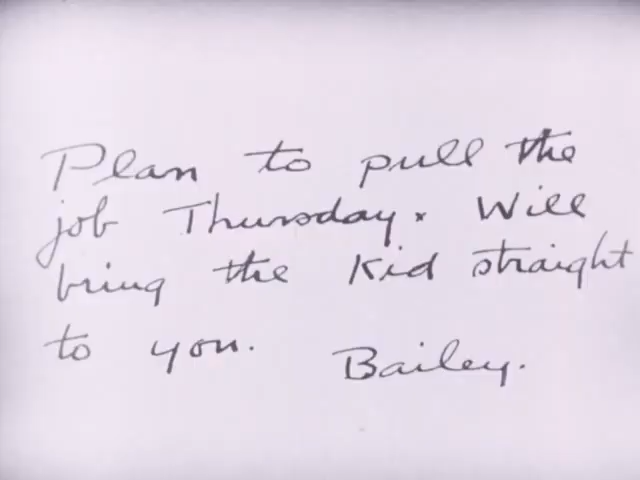 Plan to pull the
job Thursday. Will
bring the Kid straight
to you.
Bailey.